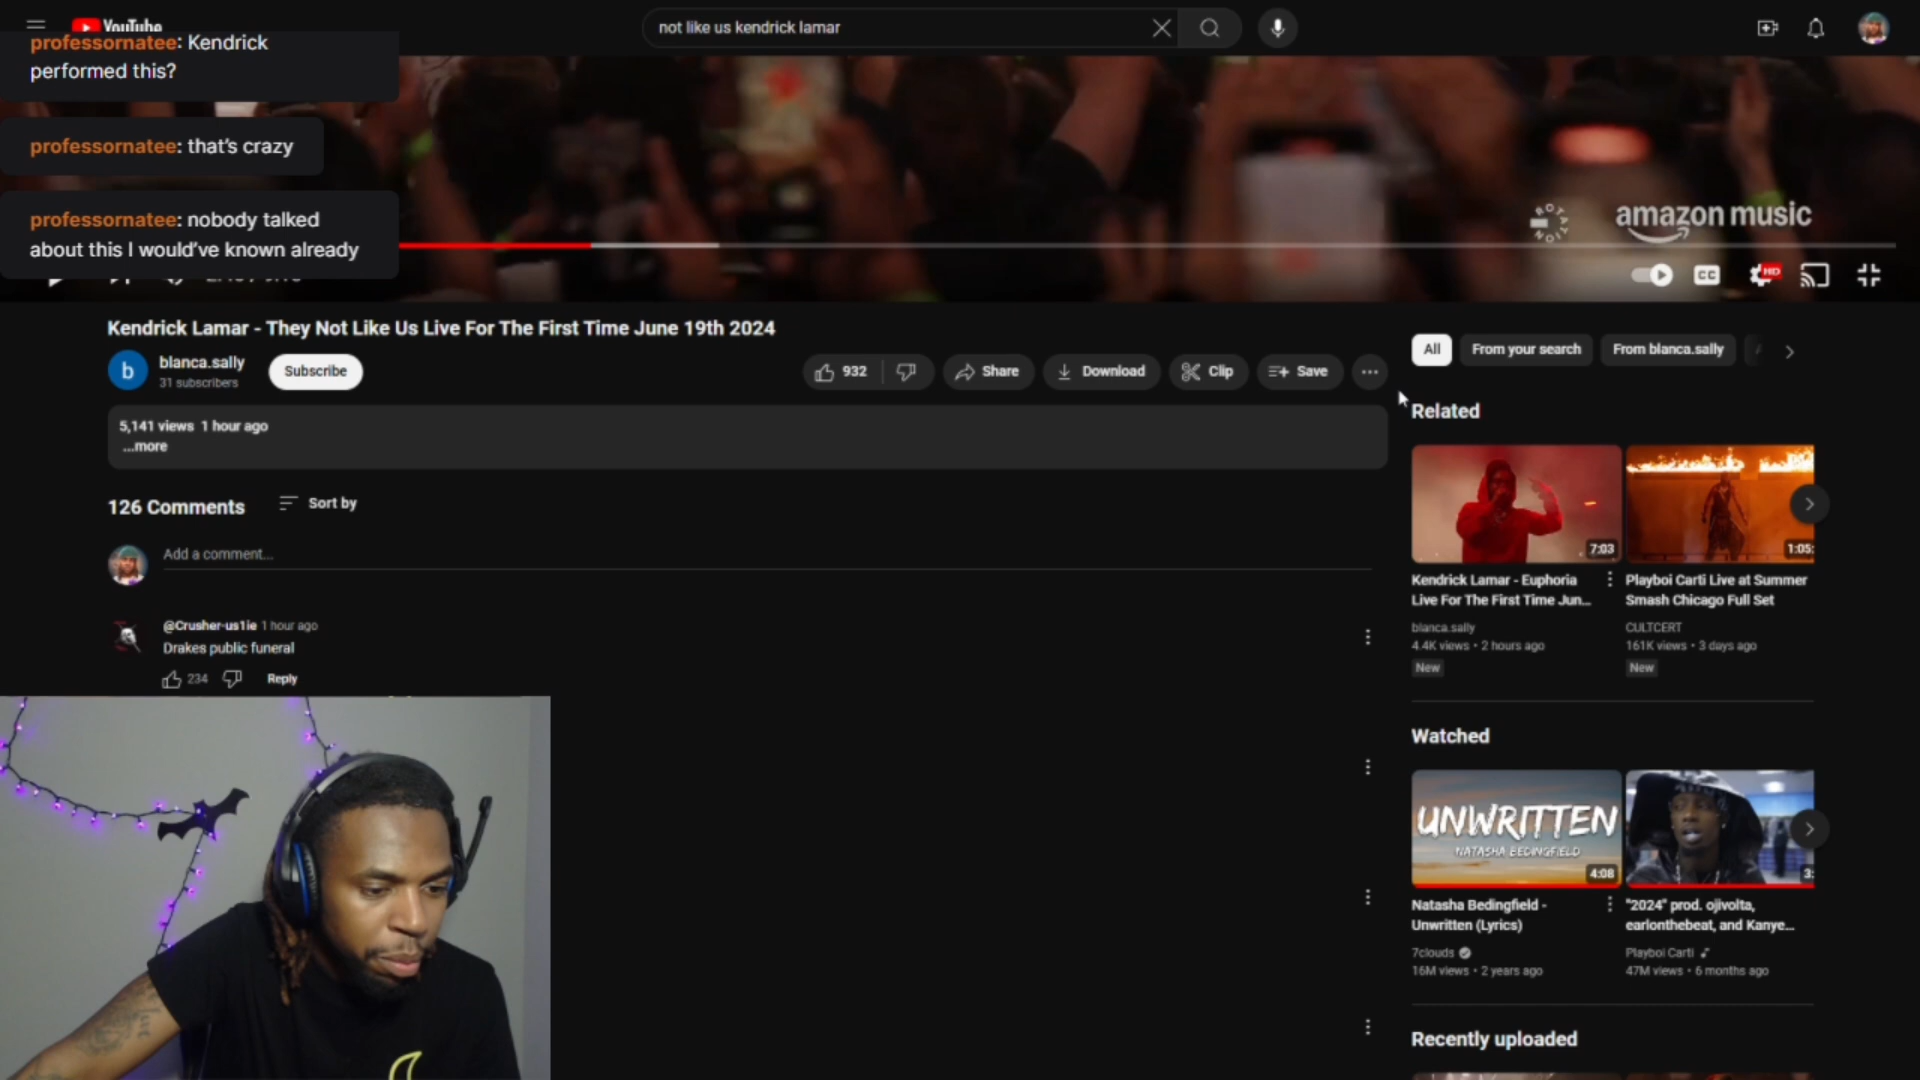 YouTube
not like us kendrick lamar
professornatee: Kendrick
performed this?
professornatee: that's crazy
professornatee: nobody talked
about this I would've known already
ROTATION
amazon music
CC
HD
Kendrick Lamar - They Not Like Us Live For The First Time June 19th 2024
b
blanca.sally
31 subscribers
Subscribe
932
Share
Download
Clip
Save
All
From your search
From blanca.sally
5,141 views 1 hour ago
...more
Related
126 Comments
Sort by
Add a comment...
@Crusher-us1ie 1 hour ago
Drakes public funeral
234
Reply
7:03
Kendrick Lamar - Euphoria
Live For The First Time Jun...
blanca.sally
4.4K views • 2 hours ago
New
1:05:
Playboi Carti Live at Summer
Smash Chicago Full Set
CULTCERT
161K views • 3 days ago
New
Watched
UNWRITTEN
NATASHA BEDINGFIELD
4:08
Natasha Bedingfield -
Unwritten (Lyrics)
7clouds
16M views • 2 years ago
3:
"2024" prod. ojivolta,
earlonthebeat, and Kanye...
Playboi Carti
47M views • 6 months ago
Recently uploaded